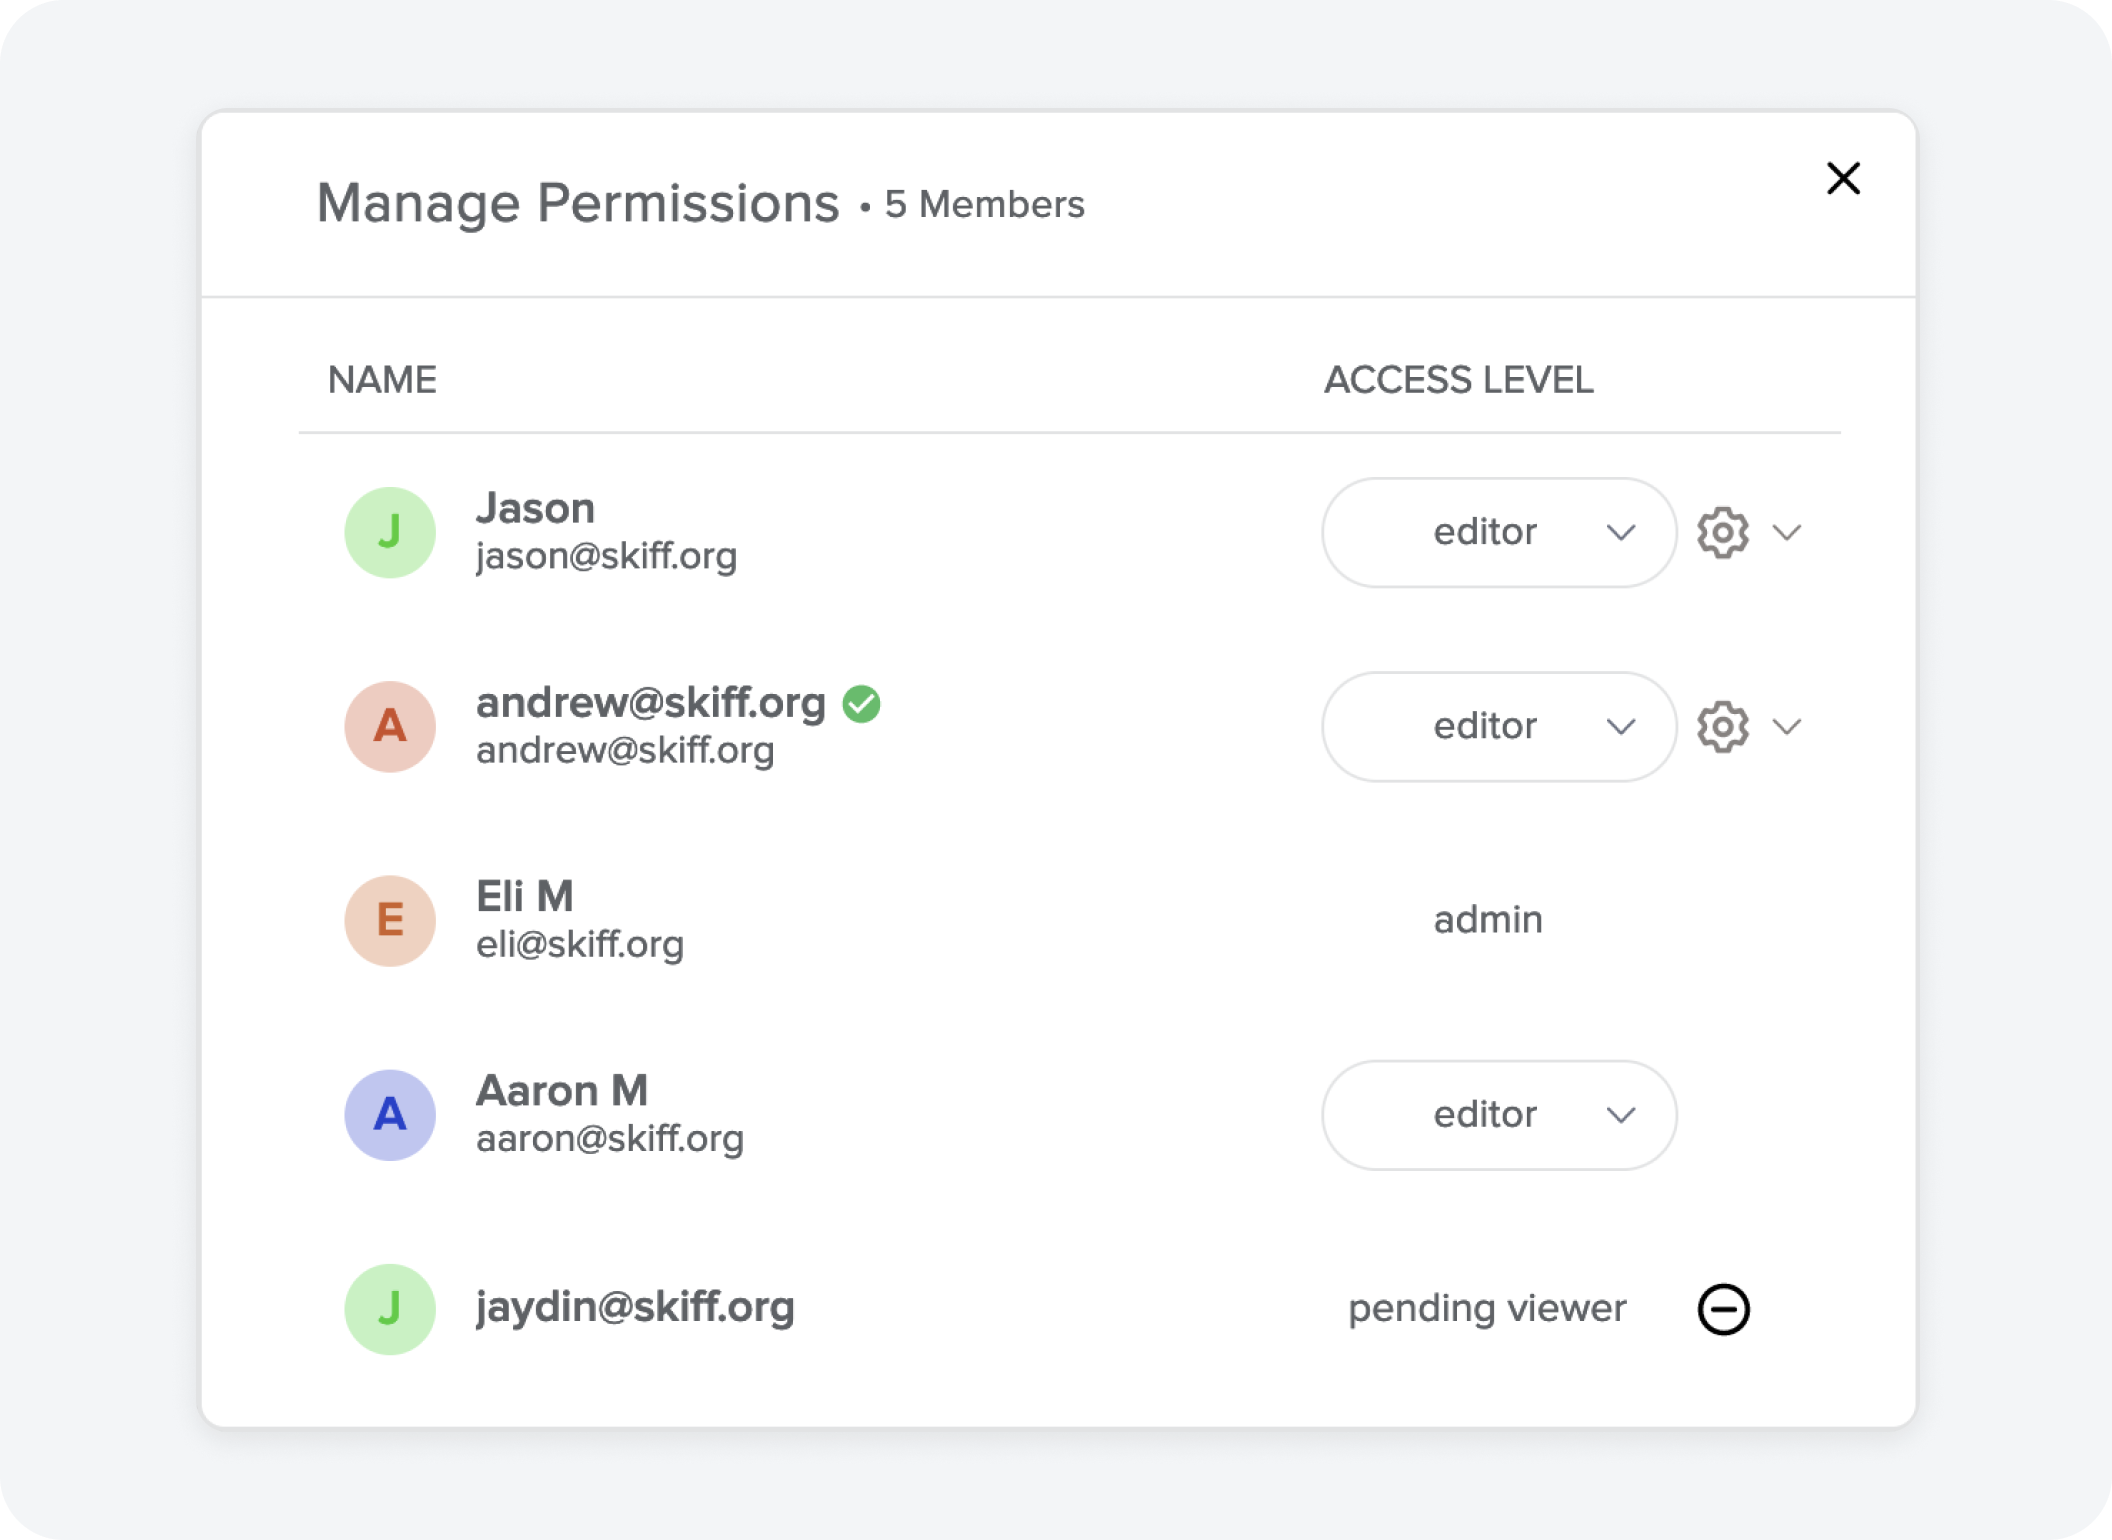 Manage Permissions • 5 Members
NAME ACCESS LEVEL
J
Jason
jason@skiff.org
editor
A
andrew@skiff.org
andrew@skiff.org
editor
E
Eli M
eli@skiff.org
admin
A
Aaron M
aaron@skiff.org
editor
J
jaydin@skiff.org
pending viewer